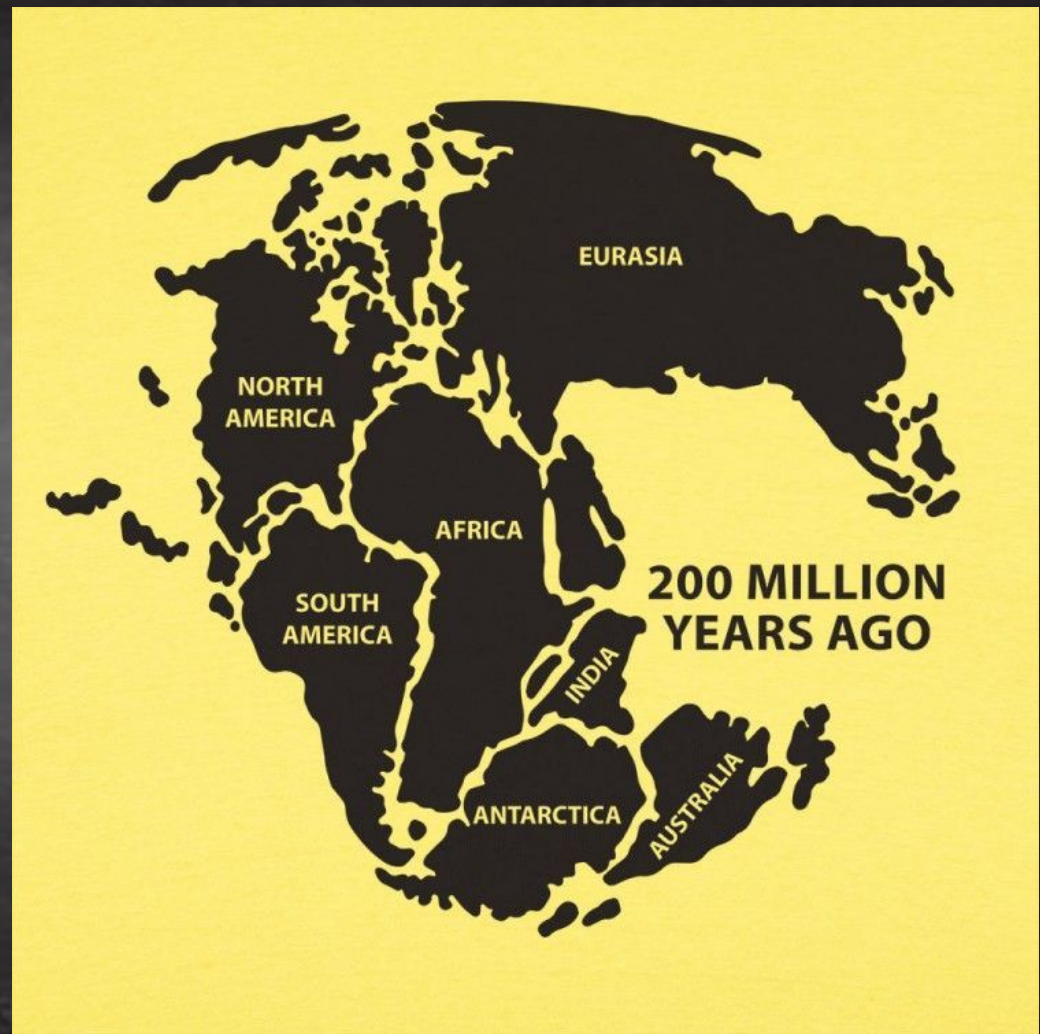 EURASIA
NORTH
AMERICA
AFRICA
SOUTH
AMERICA
200 MILLION
YEARS AGO
INDIA
ANTARCTICA
AUSTRALIA